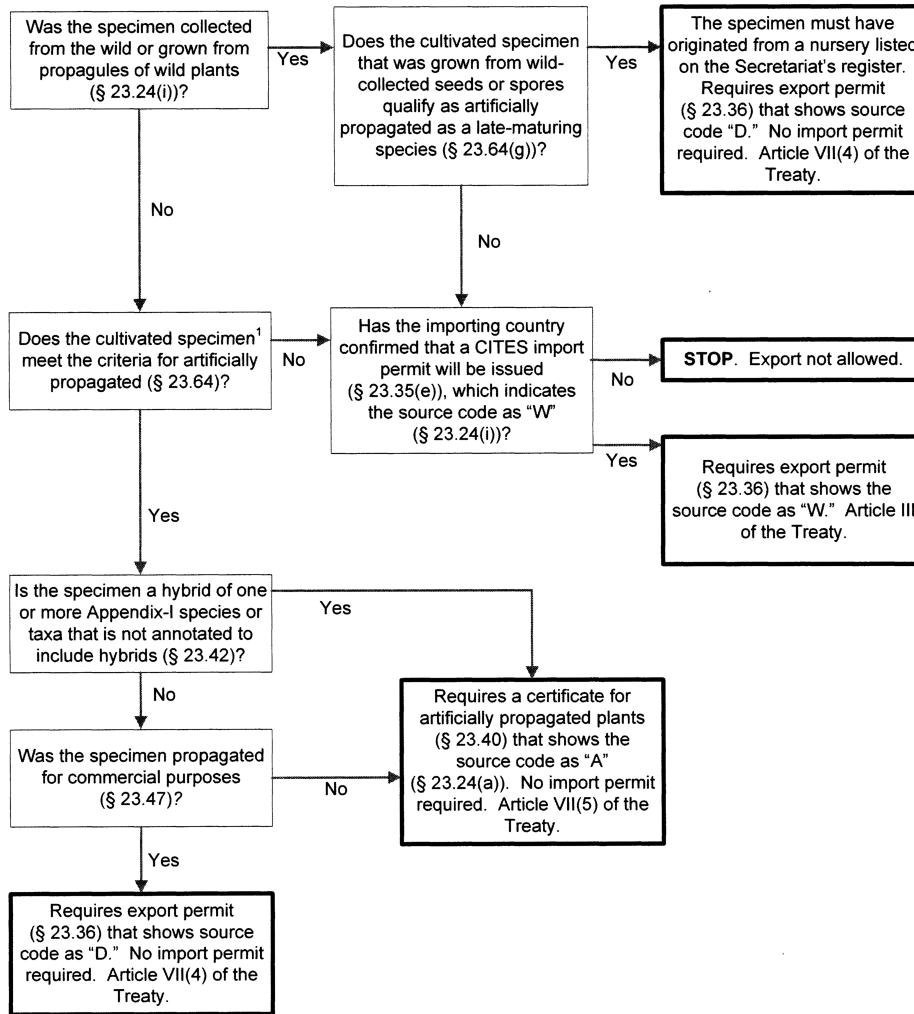 Was the specimen collected
from the wild or grown from
propagules of wild plants
(§ 23.24(i))?
Yes
Does the cultivated specimen
that was grown from wild-
collected seeds or spores
qualify as artificially
propagated as a late-maturing
species (§ 23.64(g))?
Yes
The specimen must have
originated from a nursery listed
on the Secretariat's register.
Requires export permit
(§ 23.36) that shows source
code "D." No import permit
required. Article VII(4) of the
Treaty.
No
No
Does the cultivated specimen1
meet the criteria for artificially
propagated (§ 23.64)?
No
Has the importing country
confirmed that a CITES import
permit will be issued
(§ 23.35(e)), which indicates
the source code as "W"
(§ 23.24(i))?
No
STOP. Export not allowed.
Yes
Requires export permit
(§ 23.36) that shows the
source code as "W." Article III
of the Treaty.
Yes
Is the specimen a hybrid of one
or more Appendix-I species or
taxa that is not annotated to
include hybrids (§ 23.42)?
Yes
No
Requires a certificate for
artificially propagated plants
(§ 23.40) that shows the
source code as "A"
(§ 23.24(a)). No import permit
required. Article VII(5) of the
Treaty.
Was the specimen propagated
for commercial purposes
(§ 23.47)?
No
Yes
Requires export permit
(§ 23.36) that shows source
code as "D." No import permit
required. Article VII(4) of the
Treaty.